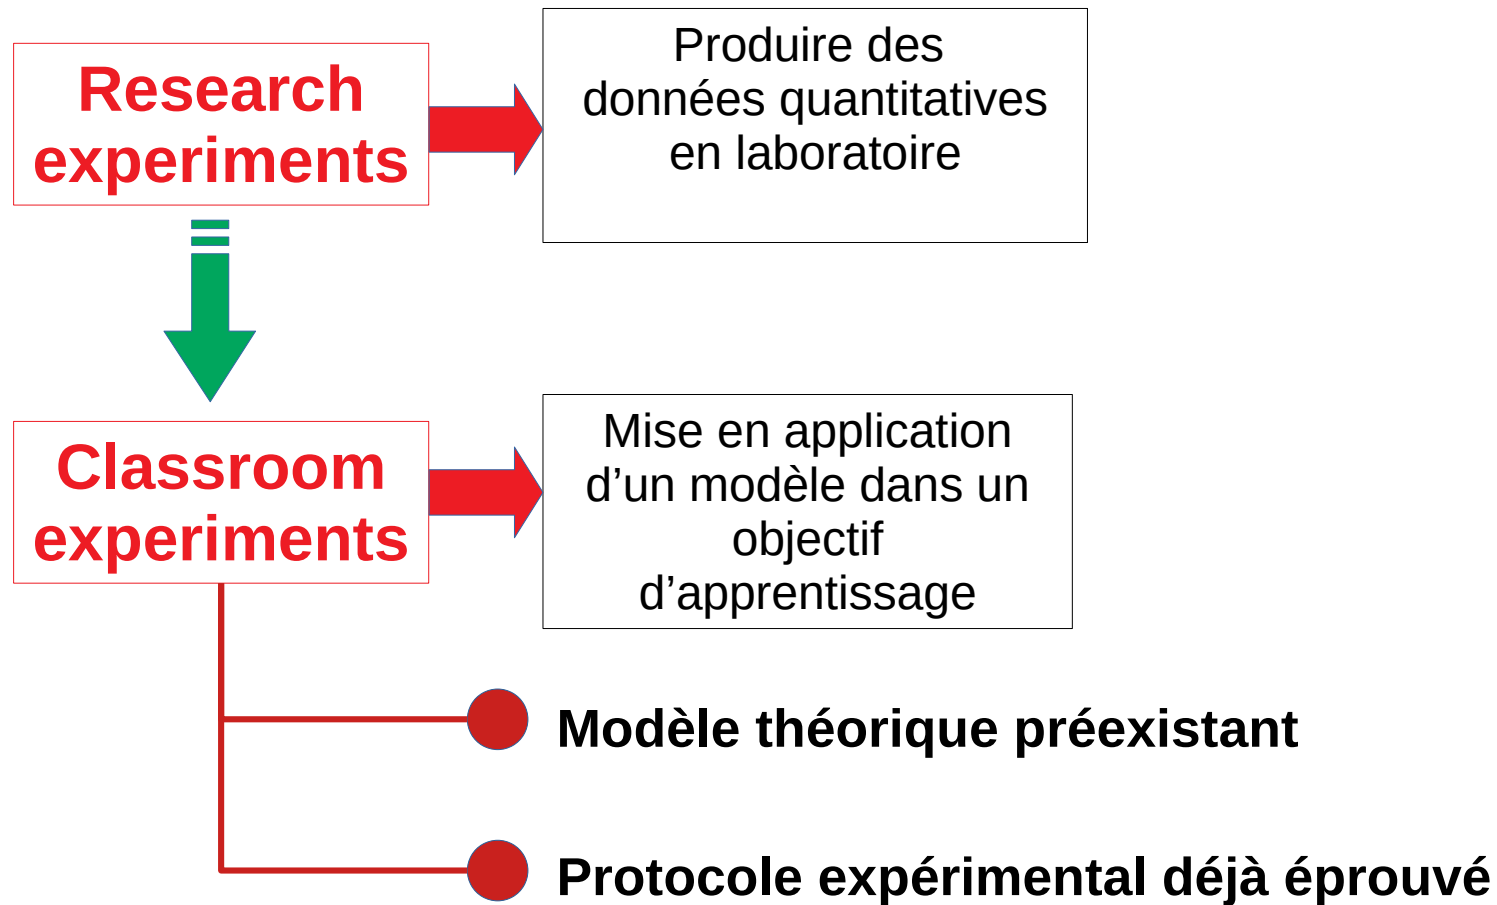 Research
experiments
Produire des
données quantitatives
en laboratoire
Classroom
experiments
Mise en application
d’un modèle dans un
objectif
d’apprentissage
Modèle théorique préexistant
Protocole expérimental déjà éprouvé